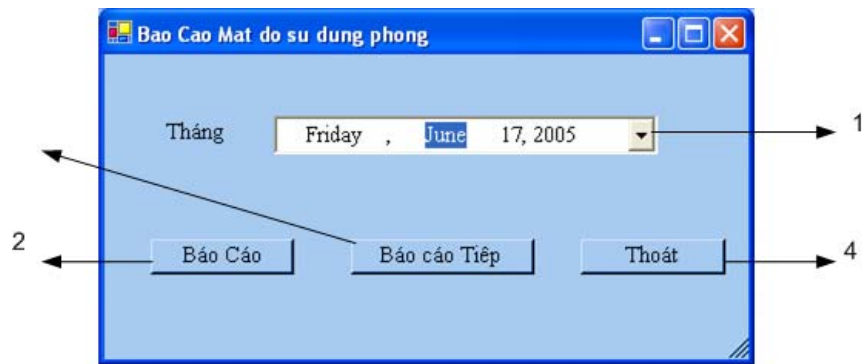 Bao Cao Mat do su dung phong
Tháng Friday , June 17, 2005 1
2 Báo Cáo Báo cáo Tiêp Thoát 4